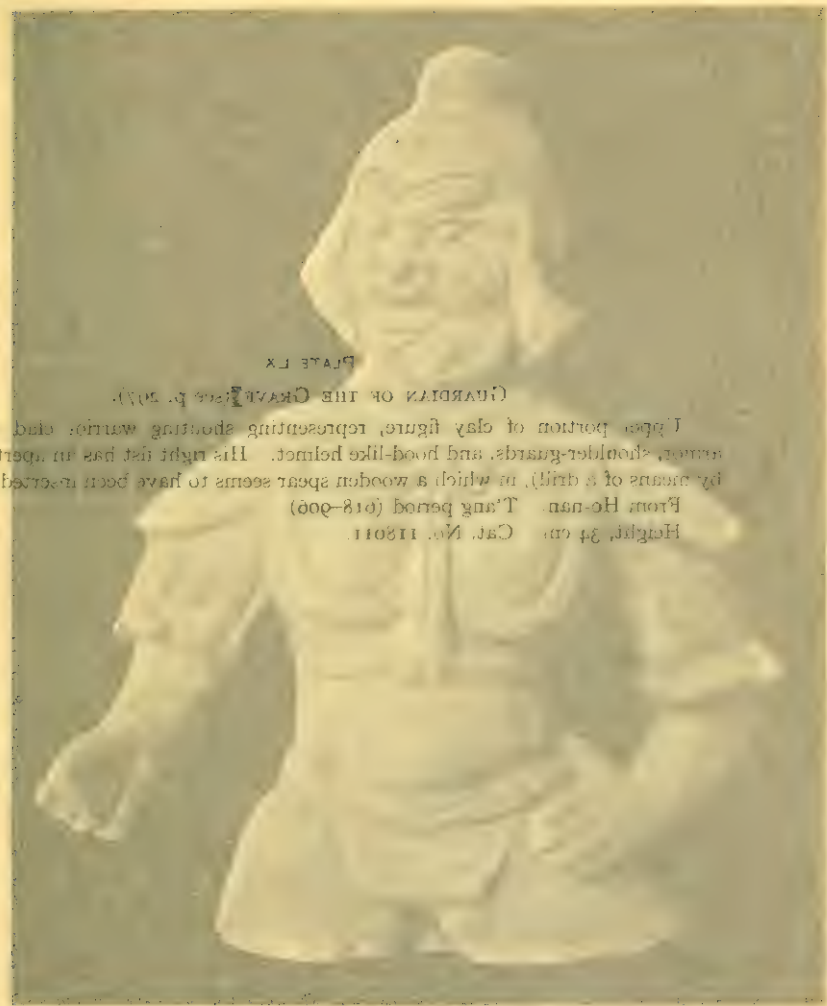 PLATE LX
GUARDIAN OF THE GRAVE (see p. 297).
Upper portion of clay figure, representing shouting warrior clad
armor, shoulder-guards, and hood-like helmet. His right fist has an apert
by means of a drill), in which a wooden spear seems to have been inserted
From Ho-nan. T'ang period (618–906)
Height, 34 cm. Cat. No. 118011.